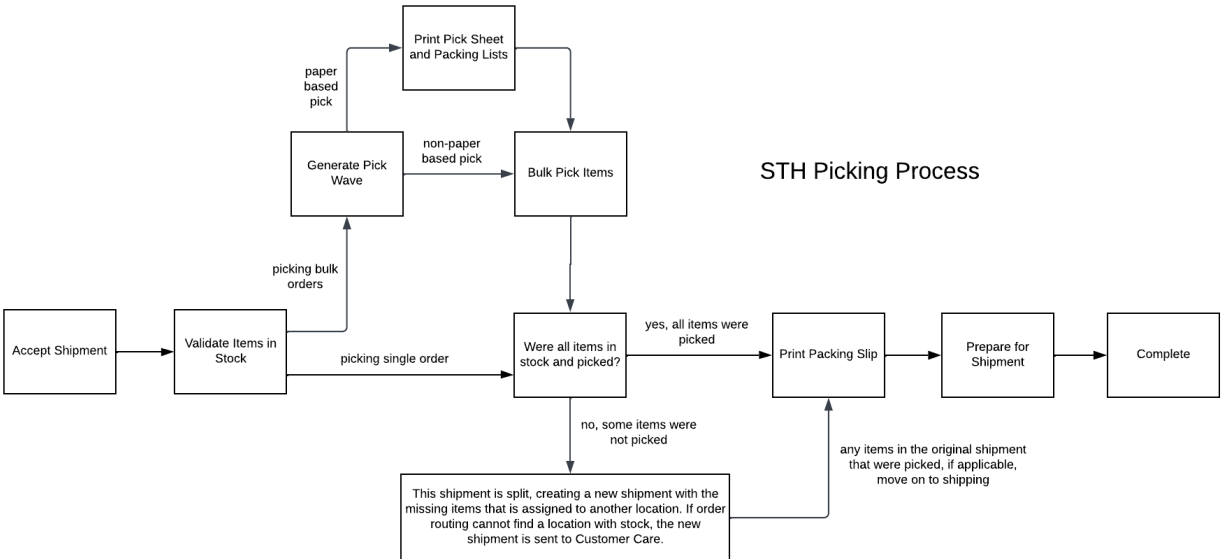 Print Pick Sheet
and Packing Lists
paper
based
pick
Generate Pick
Wave
non-paper
based pick
Bulk Pick Items
STH Picking Process
picking bulk
orders
Accept Shipment
Validate Items in
Stock
picking single order
Were all items in
stock and picked?
yes, all items were
picked
Print Packing Slip
Prepare for
Shipment
Complete
no, some items were
not picked
any items in the original shipment
that were picked, if applicable,
move on to shipping
This shipment is split, creating a new shipment with the
missing items that is assigned to another location. If order
routing cannot find a location with stock, the new
shipment is sent to Customer Care.